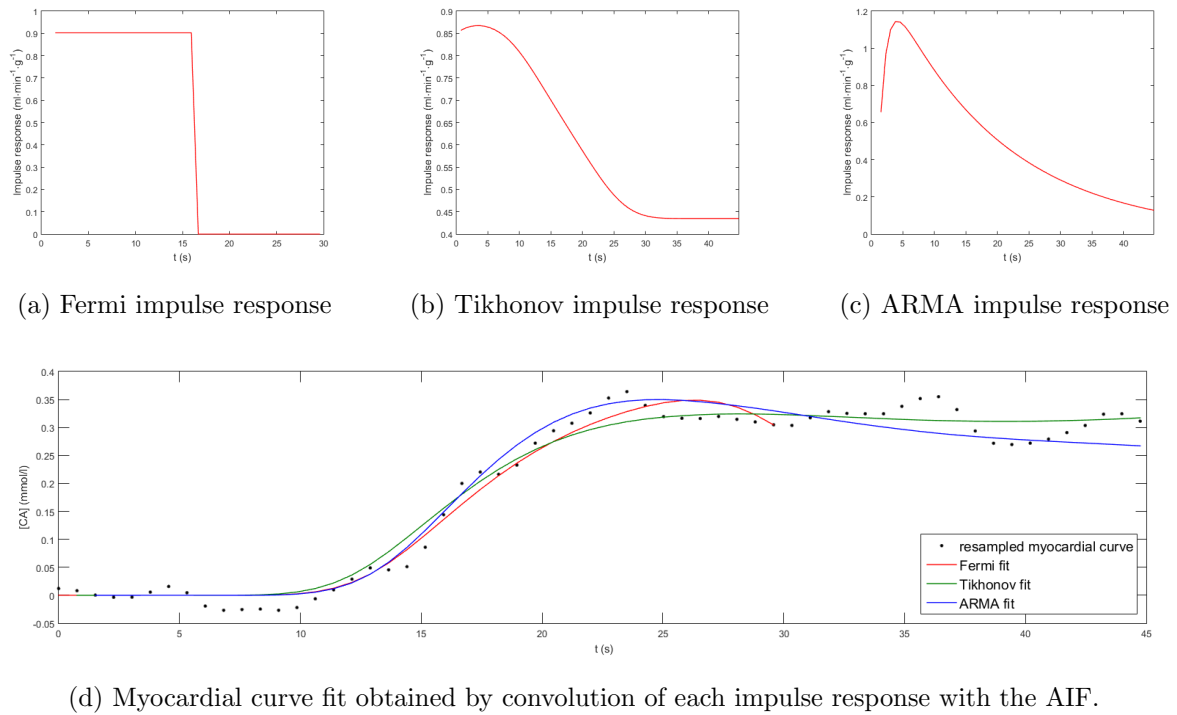 1
0.9
0.8
0.7
0.6
0.5
0.4
0.3
0.2
0.1
0
Impulse response (ml·min⁻¹·g⁻¹)
0 5 10 15 20 25 30
t (s)
0.9
0.85
0.8
0.75
0.7
0.65
0.6
0.55
0.5
0.45
0.4
Impulse response (ml·min⁻¹·g⁻¹)
0 5 10 15 20 25 30 35 40
t (s)
1.2
1
0.8
0.6
0.4
0.2
0
Impulse response (ml·min⁻¹·g⁻¹)
0 5 10 15 20 25 30 35 40
t (s)
(a) Fermi impulse response
(b) Tikhonov impulse response
(c) ARMA impulse response
0.4
0.35
0.3
0.25
0.2
0.15
0.1
0.05
0
-0.05
[CA] (mmol/l)
resampled myocardial curve
Fermi fit
Tikhonov fit
ARMA fit
0 5 10 15 20 25 30 35 40 45
t (s)
(d) Myocardial curve fit obtained by convolution of each impulse response with the AIF.